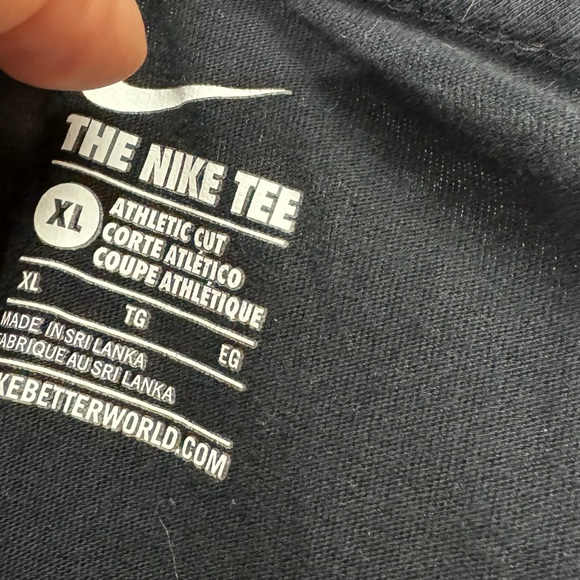 THE NIKE TEE
XL
ATHLETIC CUT
CORTE ATLÉTICO
COUPE ATHLÉTIQUE
XL TG EG
MADE IN SRI LANKA
FABRIQUE AU SRI LANKA
KEBETTERWORLD.COM